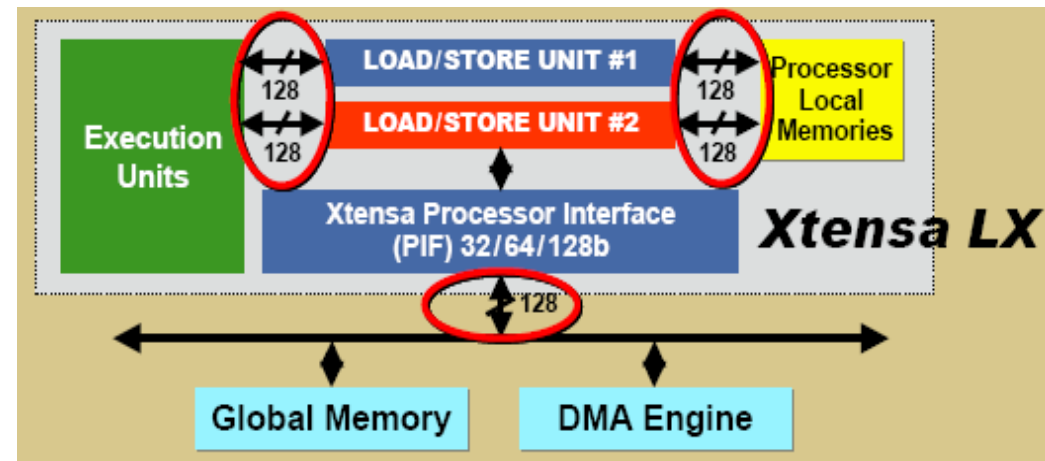 Execution
Units
128
128
LOAD/STORE UNIT #1
LOAD/STORE UNIT #2
128
128
Processor
Local
Memories
Xtensa Processor Interface
(PIF) 32/64/128b
Xtensa LX
128
Global Memory
DMA Engine